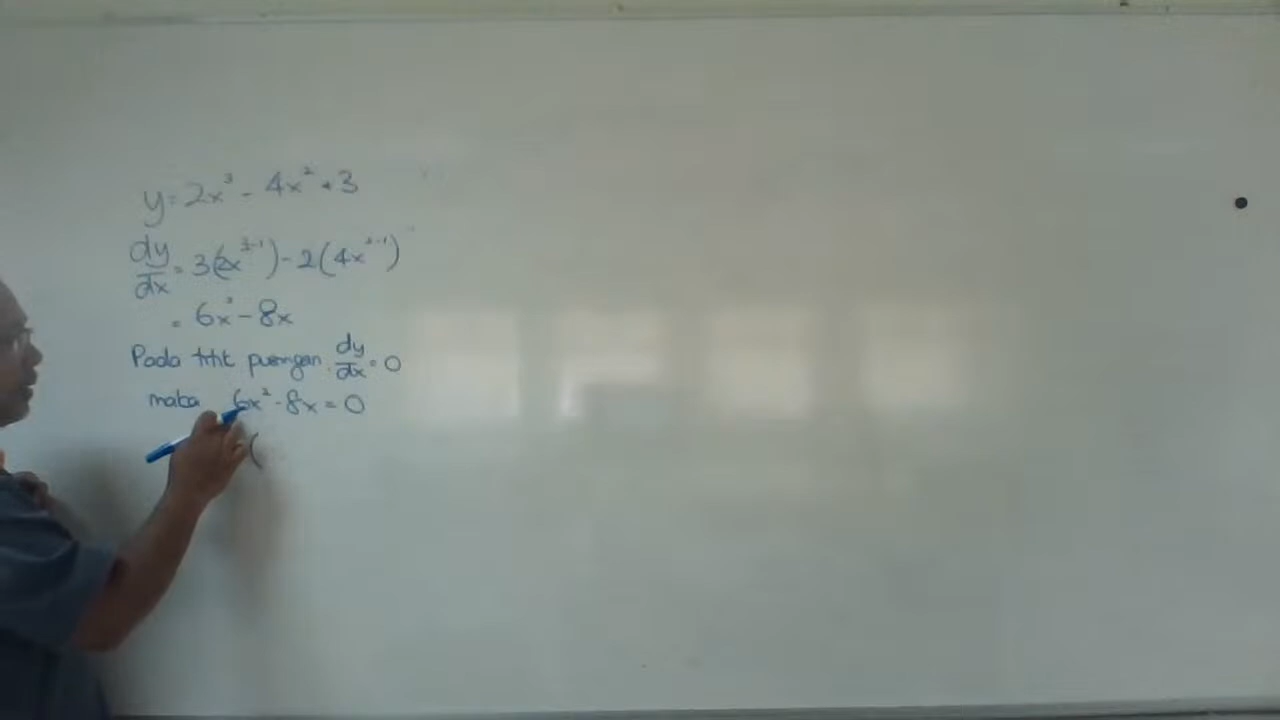 y = 2x³ - 4x² + 3
dy/dx = 3(2x³⁻¹) - 2(4x²⁻¹)
= 6x² - 8x
Pada titik pusingan dy/dx = 0
maka 6x² - 8x = 0
(